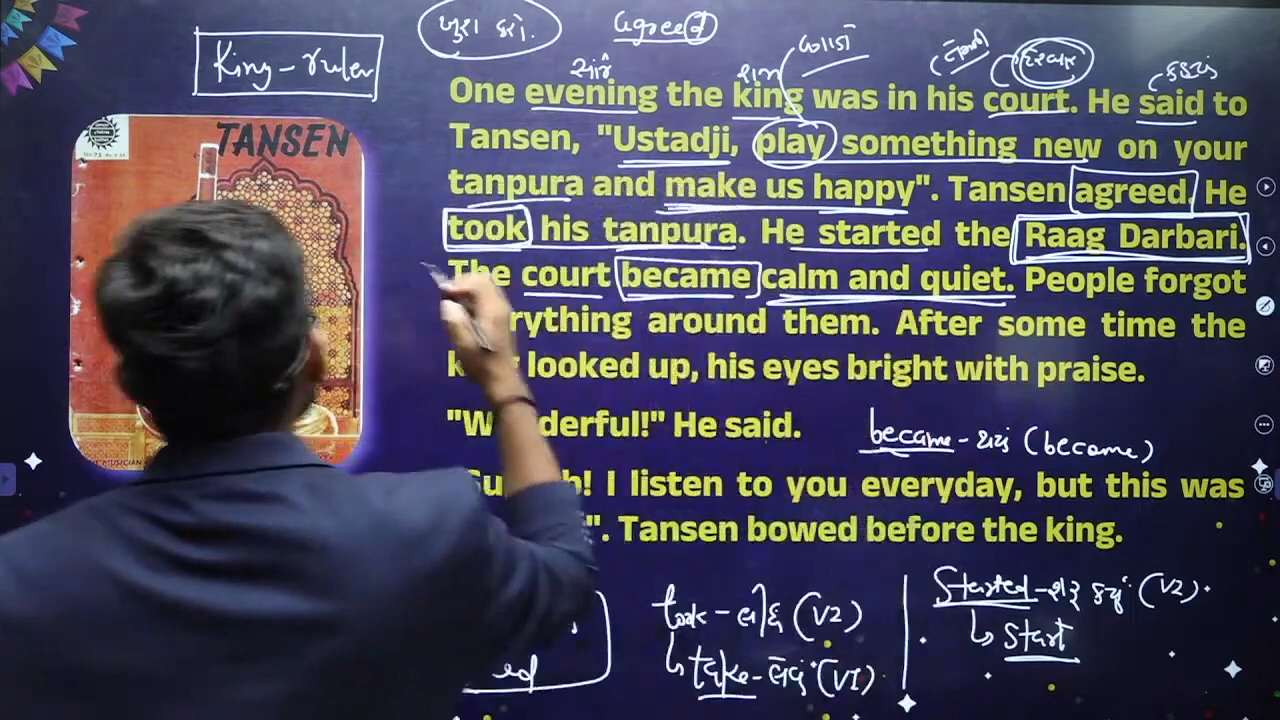 ખુશ કરો.
agreed
King - ruler
વગાડો
સાંજે
રાજા
દરબાર
કહ્યું
One evening the king was in his court. He said to
TANSEN
Tansen, "Ustadji, play something new on your
tanpura and make us happy". Tansen agreed. He
took his tanpura. He started the Raag Darbari.
The court became calm and quiet. People forgot
rything around them. After some time the
looked up, his eyes bright with praise.
"W derful!" He said.
became - થયું (become)
I listen to you everyday, but this was
". Tansen bowed before the king.
took - લીધું (V2)
Started - શરૂ કર્યું (V2).
Start
take - લેવું (V1)
ed